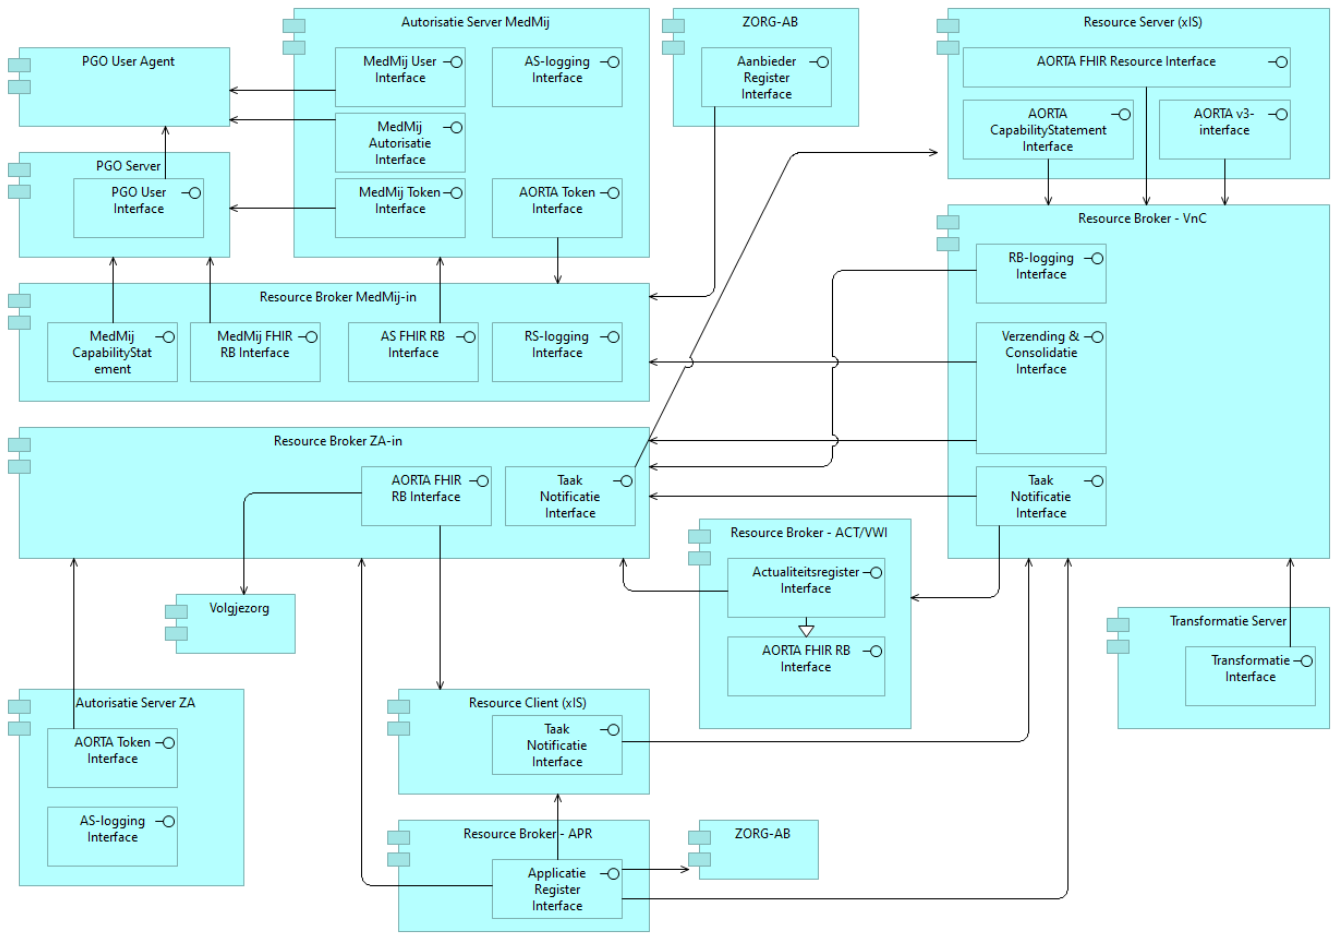 PGO User Agent
PGO Server
PGO User
Interface
Autorisatie Server MedMij
MedMij User
Interface
AS-logging
Interface
MedMij
Autorisatie
Interface
MedMij Token
Interface
AORTA Token
Interface
ZORG-AB
Aanbieder
Register
Interface
Resource Server (xIS)
AORTA FHIR Resource Interface
AORTA
CapabilityStatement
Interface
AORTA v3-
interface
Resource Broker MedMij-in
MedMij
CapabilityStat
ement
MedMij FHIR
RB Interface
AS FHIR RB
Interface
RS-logging
Interface
Resource Broker - VnC
RB-logging
Interface
Verzending &
Consolidatie
Interface
Taak
Notificatie
Interface
Resource Broker ZA-in
AORTA FHIR
RB Interface
Taak
Notificatie
Interface
Resource Broker - ACT/VWI
Actualiteitsregister
Interface
AORTA FHIR RB
Interface
Volgjezorg
Transformatie Server
Transformatie
Interface
Autorisatie Server ZA
AORTA Token
Interface
AS-logging
Interface
Resource Client (xIS)
Taak
Notificatie
Interface
Resource Broker - APR
Applicatie
Register
Interface
ZORG-AB